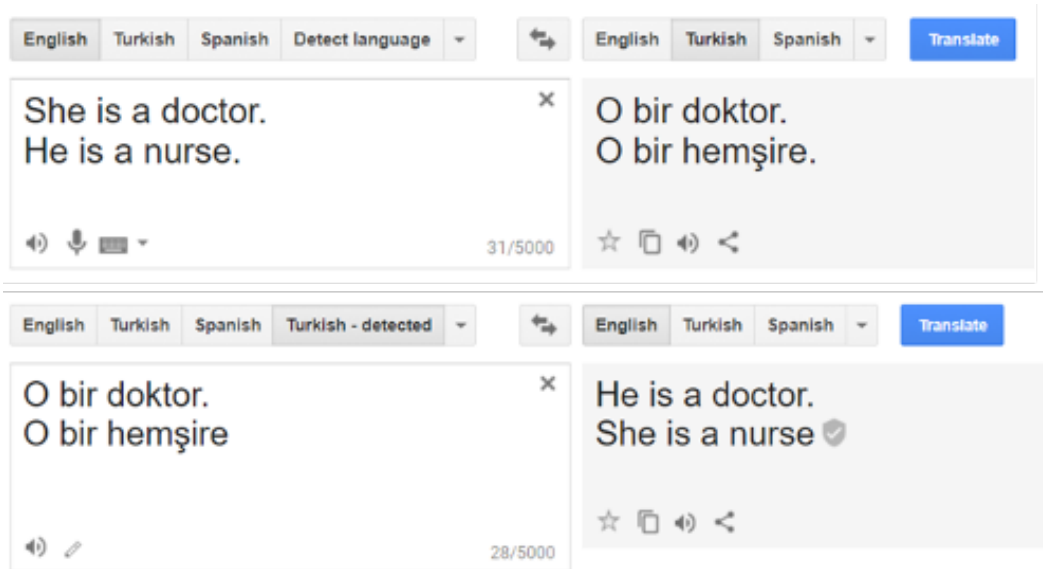 English Turkish Spanish Detect language English Turkish Spanish Translate
She is a doctor. O bir doktor.
He is a nurse. O bir hemşire.
31/5000
English Turkish Spanish Turkish - detected English Turkish Spanish Translate
O bir doktor. He is a doctor.
O bir hemşire She is a nurse
28/5000